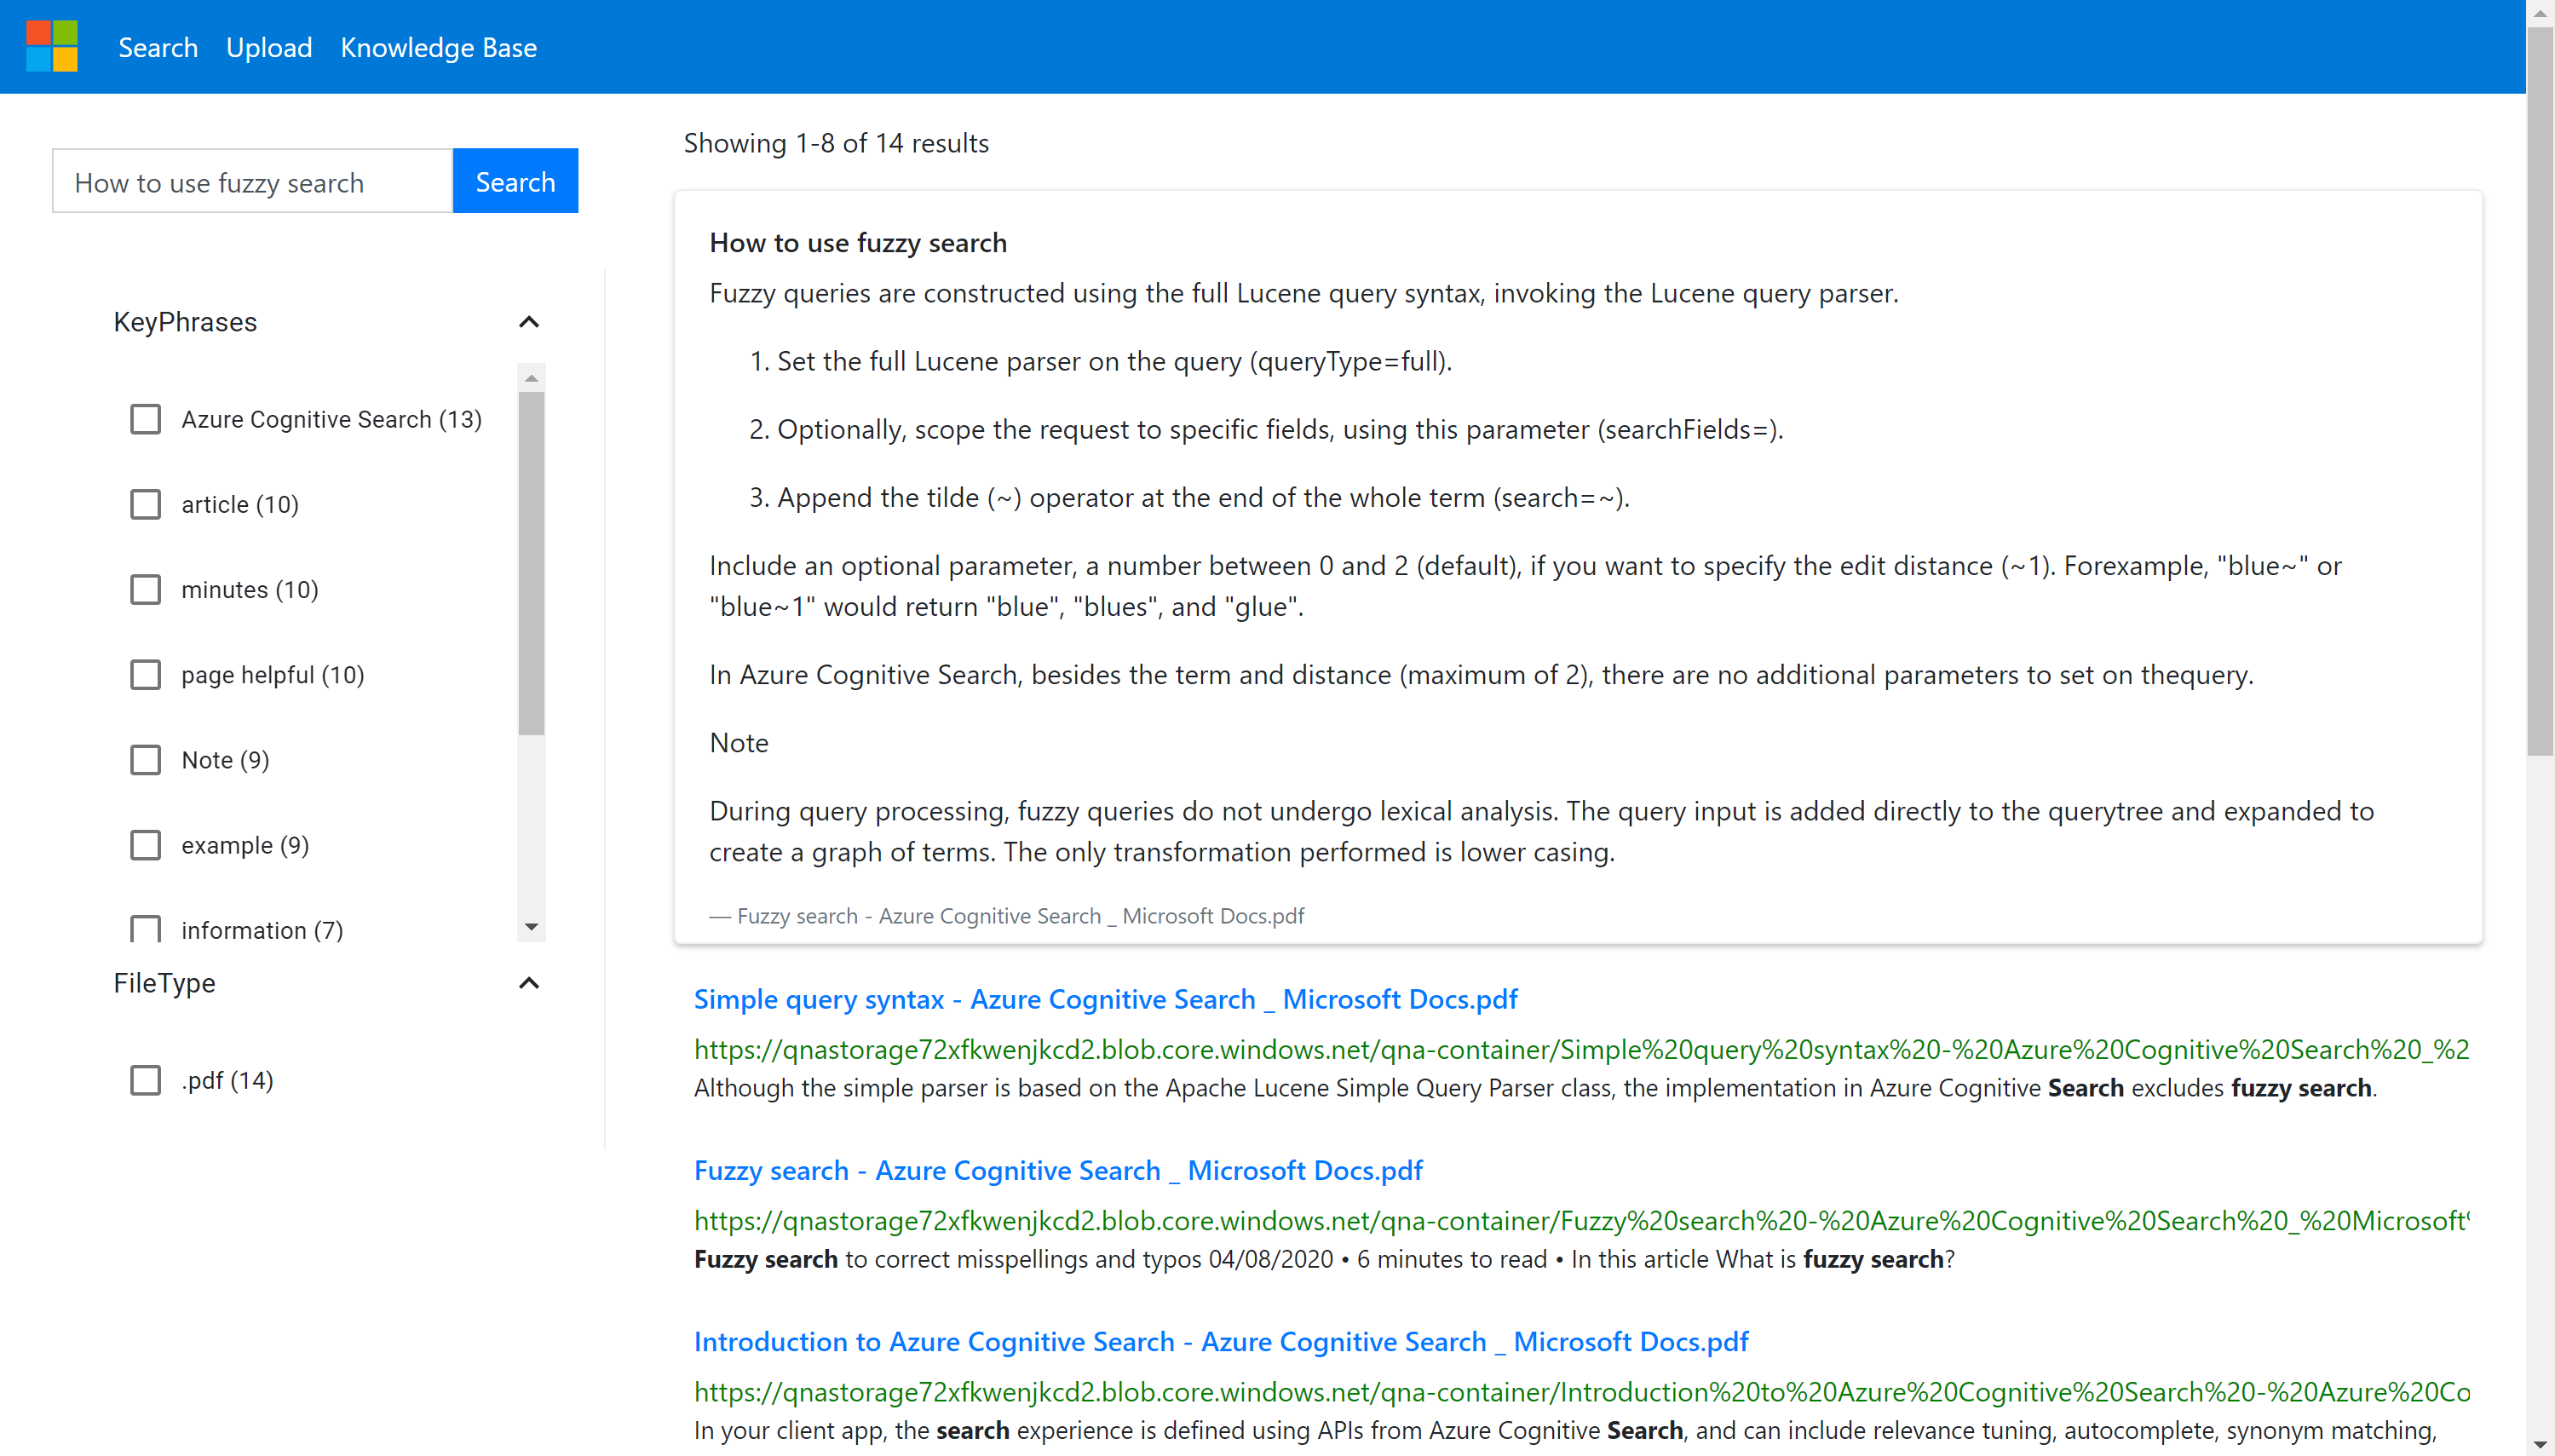 Search Upload Knowledge Base
How to use fuzzy search
Search
KeyPhrases
Azure Cognitive Search (13)
article (10)
minutes (10)
page helpful (10)
Note (9)
example (9)
information (7)
FileType
.pdf (14)
Showing 1-8 of 14 results
How to use fuzzy search
Fuzzy queries are constructed using the full Lucene query syntax, invoking the Lucene query parser.
1. Set the full Lucene parser on the query (queryType=full).
2. Optionally, scope the request to specific fields, using this parameter (searchFields=).
3. Append the tilde (~) operator at the end of the whole term (search=~).
Include an optional parameter, a number between 0 and 2 (default), if you want to specify the edit distance (~1). Forexample, "blue~" or
"blue~1" would return "blue", "blues", and "glue".
In Azure Cognitive Search, besides the term and distance (maximum of 2), there are no additional parameters to set on thequery.
Note
During query processing, fuzzy queries do not undergo lexical analysis. The query input is added directly to the querytree and expanded to
create a graph of terms. The only transformation performed is lower casing.
— Fuzzy search - Azure Cognitive Search _ Microsoft Docs.pdf
Simple query syntax - Azure Cognitive Search _ Microsoft Docs.pdf
https://qnastorage72xfkwenjkcd2.blob.core.windows.net/qna-container/Simple%20query%20syntax%20-%20Azure%20Cognitive%20Search%20_%2
Although the simple parser is based on the Apache Lucene Simple Query Parser class, the implementation in Azure Cognitive Search excludes fuzzy search.
Fuzzy search - Azure Cognitive Search _ Microsoft Docs.pdf
https://qnastorage72xfkwenjkcd2.blob.core.windows.net/qna-container/Fuzzy%20search%20-%20Azure%20Cognitive%20Search%20_%20Microsoft%
Fuzzy search to correct misspellings and typos 04/08/2020 • 6 minutes to read • In this article What is fuzzy search?
Introduction to Azure Cognitive Search - Azure Cognitive Search _ Microsoft Docs.pdf
https://qnastorage72xfkwenjkcd2.blob.core.windows.net/qna-container/Introduction%20to%20Azure%20Cognitive%20Search%20-%20Azure%20Co
In your client app, the search experience is defined using APIs from Azure Cognitive Search, and can include relevance tuning, autocomplete, synonym matching,